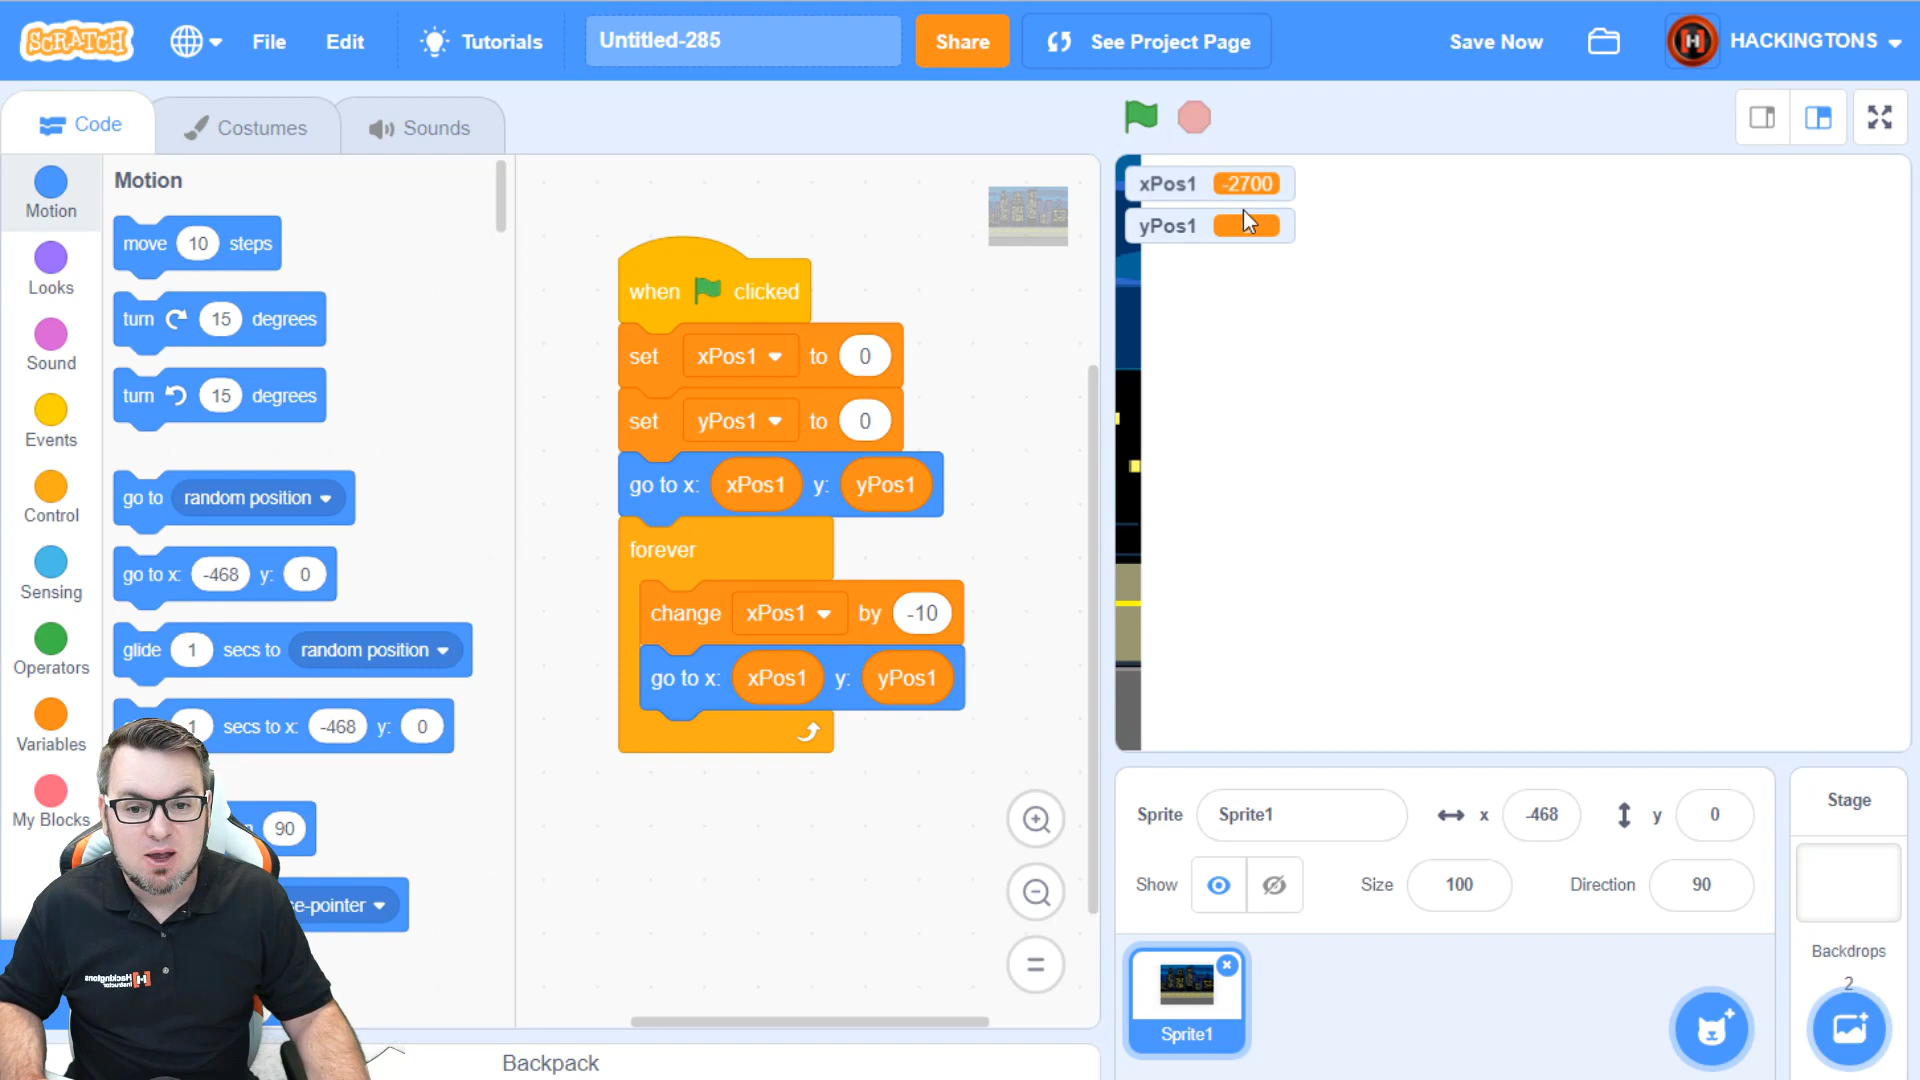 SCRATCH File Edit Tutorials Untitled-285 Share See Project Page Save Now HACKINGTONS
Code Costumes Sounds
Motion
Looks
Sound
Events
Control
Sensing
Operators
Variables
My Blocks
Motion
move 10 steps
turn 15 degrees
turn 15 degrees
go to random position
go to x: -468 y: 0
glide 1 secs to random position
1 secs to x: -468 y: 0
90
e-pointer
when clicked
set xPos1 to 0
set yPos1 to 0
go to x: xPos1 y: yPos1
forever
change xPos1 by -10
go to x: xPos1 y: yPos1
Backpack
xPos1 -2700
yPos1
Sprite Sprite1 x -468 y 0
Show Size 100 Direction 90
Sprite1
Stage
Backdrops
2